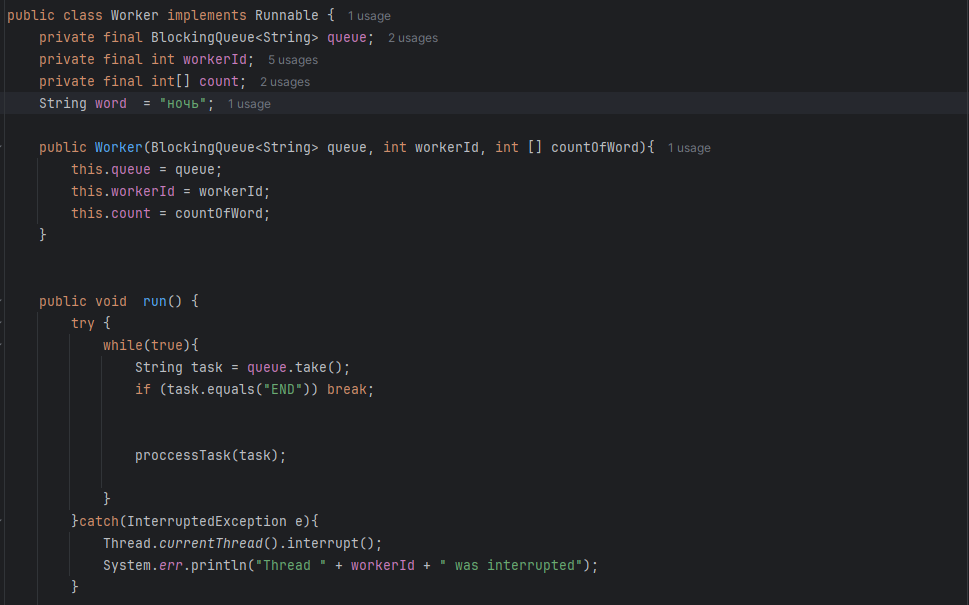 public class Worker implements Runnable {  1 usage
    private final BlockingQueue<String> queue;  2 usages
    private final int workerId;  5 usages
    private final int[] count;  2 usages
    String word  = "ночь";  1 usage
    public Worker(BlockingQueue<String> queue, int workerId, int [] countOfWord){  1 usage
        this.queue = queue;
        this.workerId = workerId;
        this.count = countOfWord;
    }
    public void  run() {
        try {
            while(true){
                String task = queue.take();
                if (task.equals("END")) break;
                proccessTask(task);
            }
        }catch(InterruptedException e){
            Thread.currentThread().interrupt();
            System.err.println("Thread " + workerId + " was interrupted");
        }